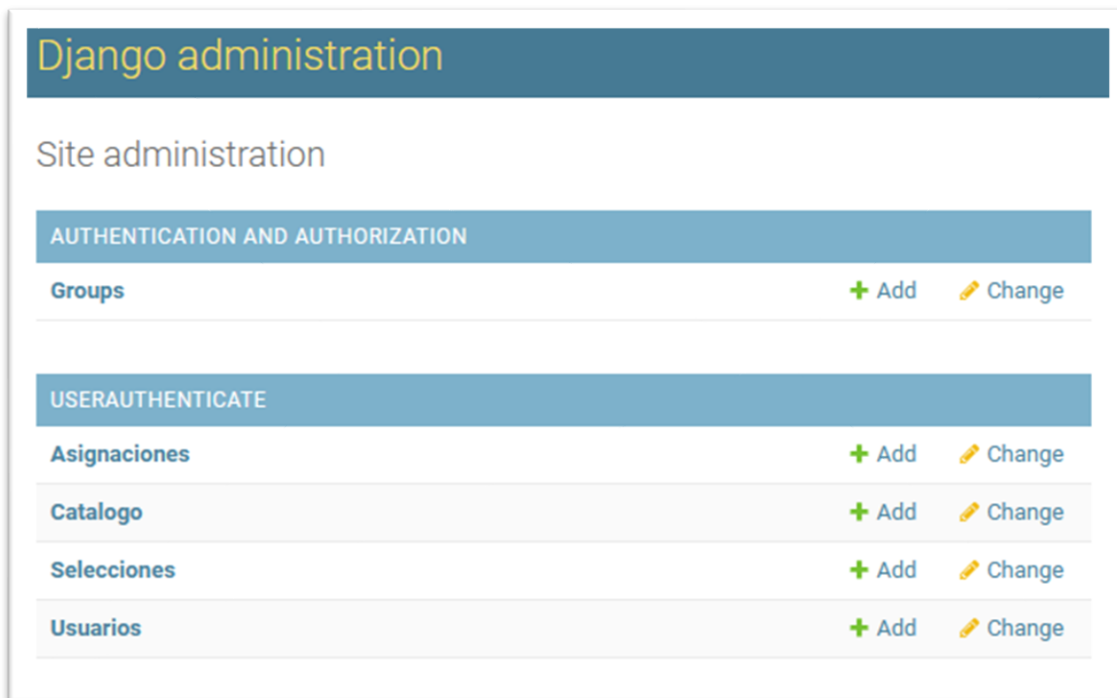 Django administration
Site administration
AUTHENTICATION AND AUTHORIZATION
Groups Add Change
USERAUTHENTICATE
Asignaciones Add Change
Catalogo Add Change
Selecciones Add Change
Usuarios Add Change